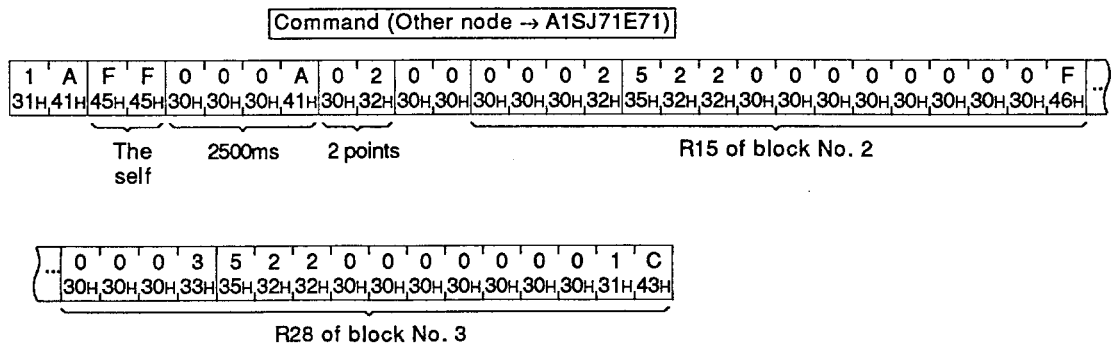 Command (Other node → A1SJ71E71)
1 A F F 0 0 0 A 0 2 0 0 0 0 0 2 5 2 2 0 0 0 0 0 0 0 0 F ...
31H,41H 45H,45H 30H,30H,30H,41H 30H,32H 30H,30H 30H,30H,30H,32H 35H,32H,32H,30H,30H,30H,30H,30H,30H,30H,30H,46H
The self 2500ms 2 points R15 of block No. 2
... 0 0 0 3 5 2 2 0 0 0 0 0 0 0 1 C
30H,30H,30H,33H 35H,32H,32H,30H,30H,30H,30H,30H,30H,30H,31H,43H
R28 of block No. 3